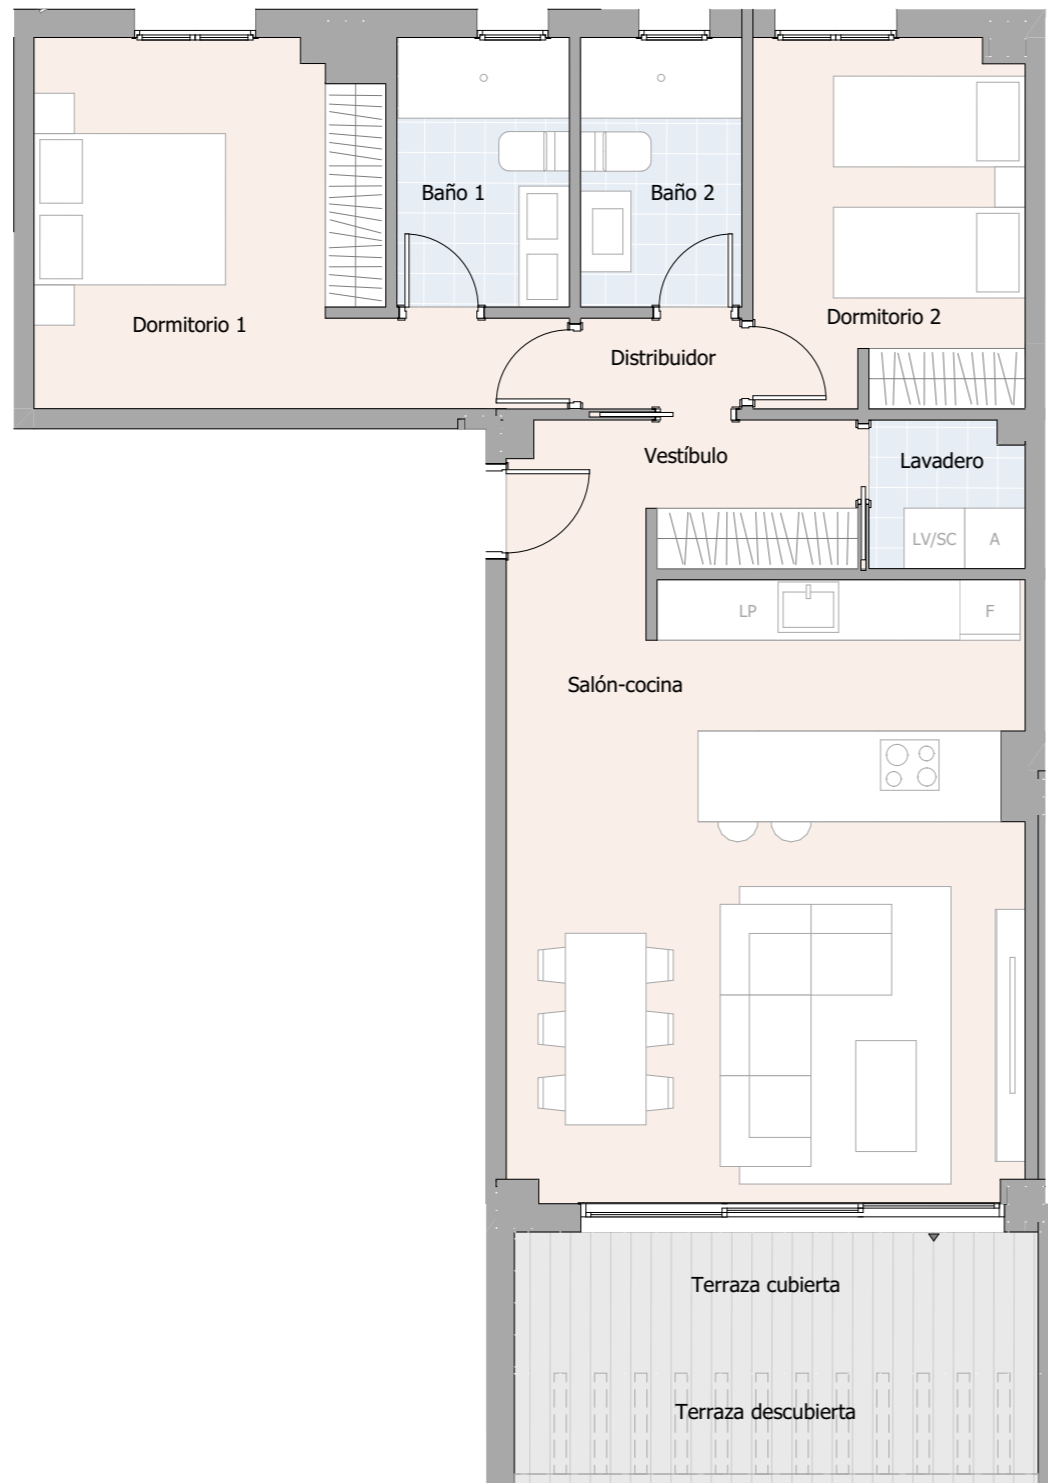 Baño 1
Baño 2
Dormitorio 1
Dormitorio 2
Distribuidor
Vestíbulo
Lavadero
LV/SC
A
LP
F
Salón-cocina
Terraza cubierta
Terraza descubierta